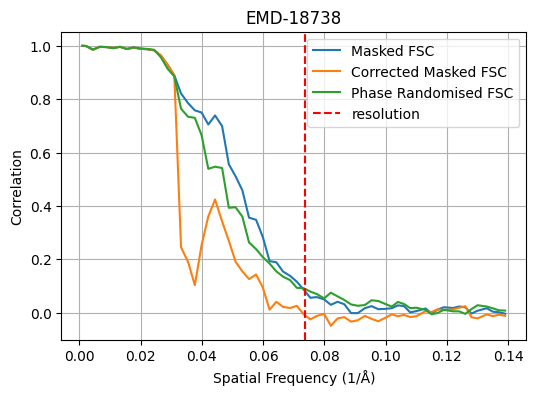 EMD-18738
Masked FSC
Corrected Masked FSC
Phase Randomised FSC
resolution
1.0
0.8
0.6
0.4
0.2
0.0
Correlation
0.00 0.02 0.04 0.06 0.08 0.10 0.12 0.14
Spatial Frequency (1/Å)